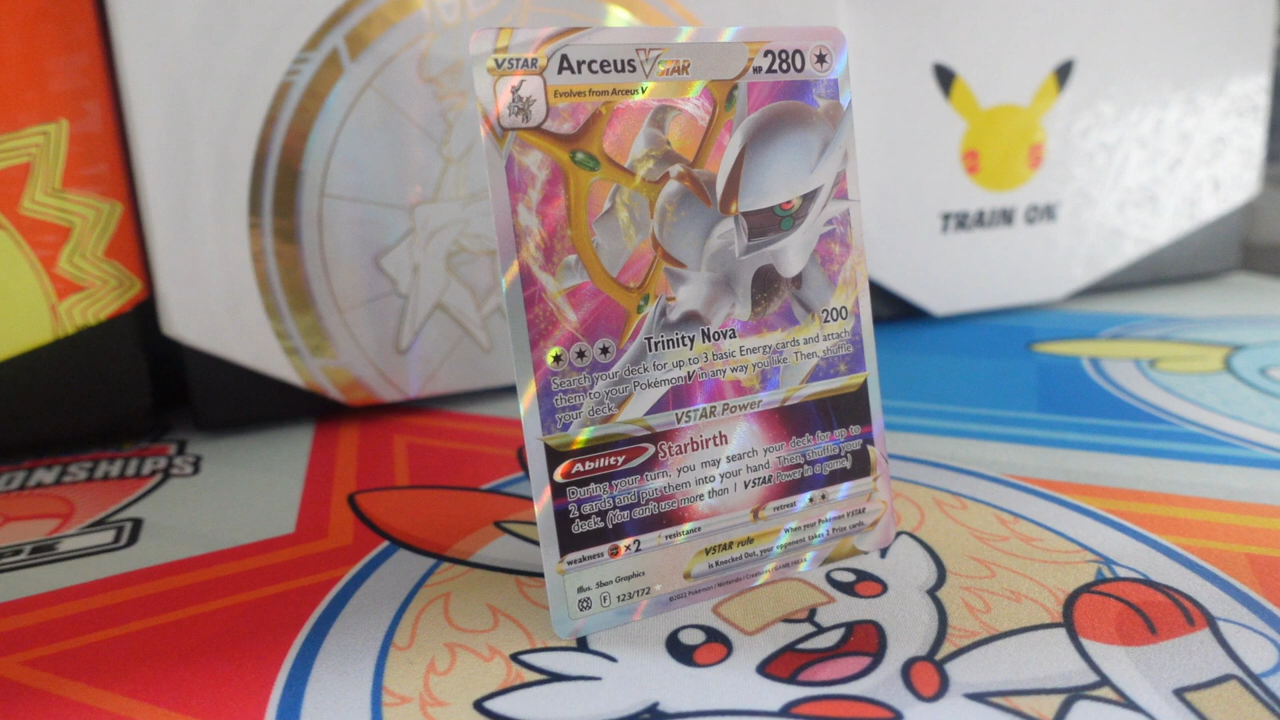 VSTAR
Arceus VSTAR
HP 280
Evolves from Arceus V
TRAIN ON
Trinity Nova
200
Search your deck for up to 3 basic Energy cards and attach
them to your Pokémon V in any way you like. Then, shuffle
your deck.
VSTAR Power
Ability
Starbirth
During your turn, you may search your deck for up to
2 cards and put them into your hand. Then, shuffle your
deck. (You can't use more than 1 VSTAR Power in a game.)
weakness ×2
resistance
retreat
VSTAR rule
When your Pokémon VSTAR
is Knocked Out, your opponent takes 2 Prize cards.
Illus. 5ban Graphics
F 123/172
©2022 Pokémon / Nintendo / Creatures / GAME FREAK
ONSHIPS